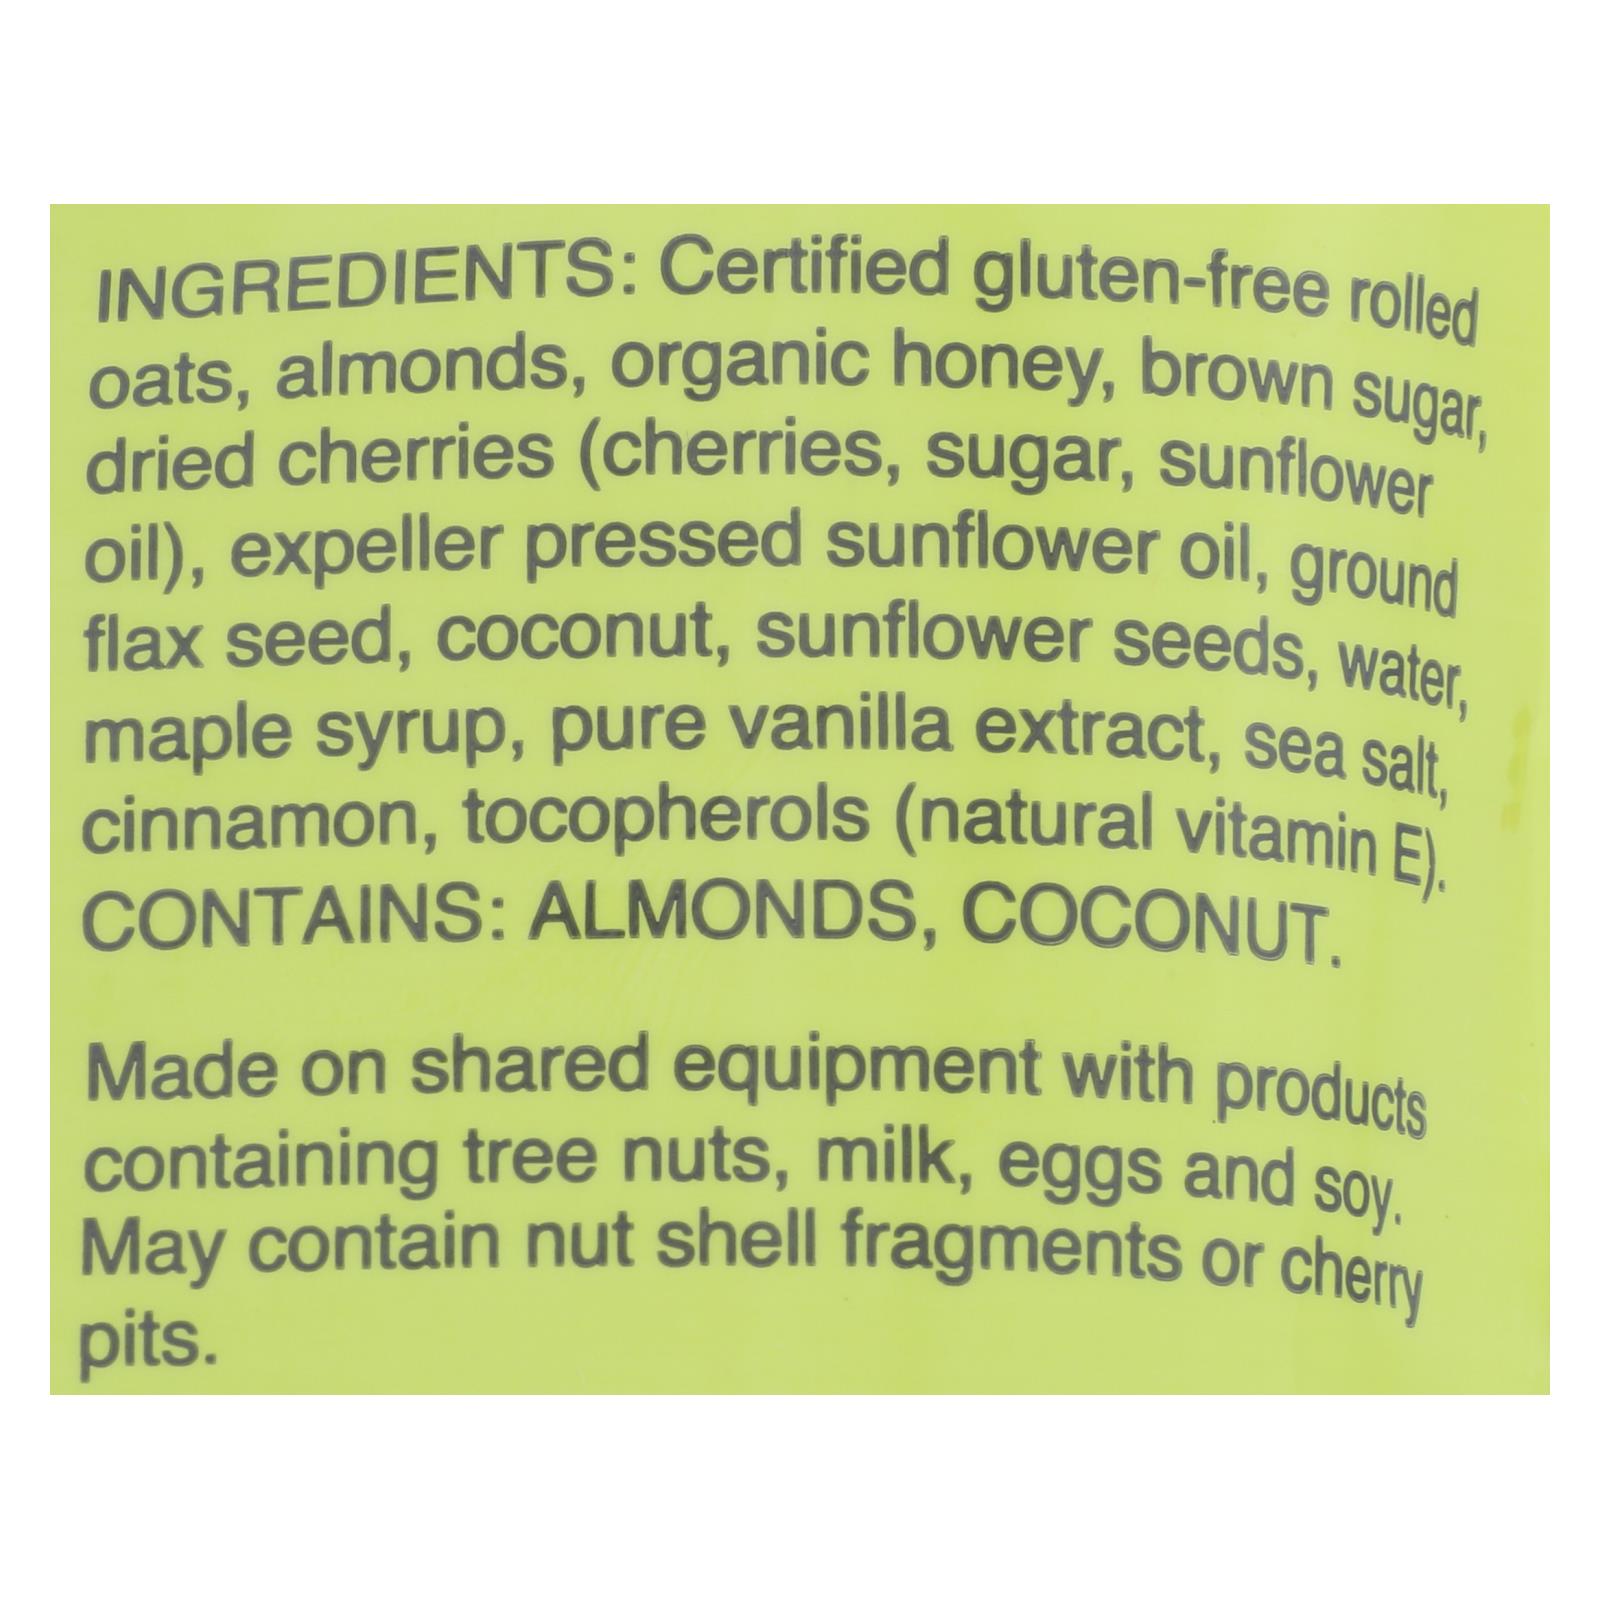 INGREDIENTS: Certified gluten-free rolled
oats, almonds, organic honey, brown sugar,
dried cherries (cherries, sugar, sunflower
oil), expeller pressed sunflower oil, ground
flax seed, coconut, sunflower seeds, water,
maple syrup, pure vanilla extract, sea salt,
cinnamon, tocopherols (natural vitamin E).
CONTAINS: ALMONDS, COCONUT.
Made on shared equipment with products
containing tree nuts, milk, eggs and soy.
May contain nut shell fragments or cherry
pits.